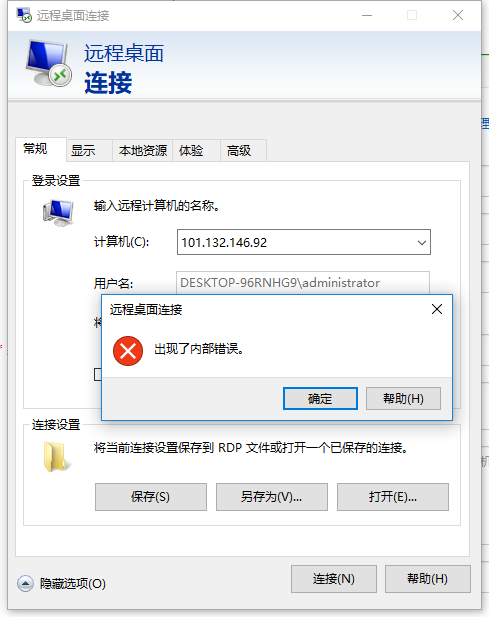 远程桌面连接
远程桌面
连接
常规 显示 本地资源 体验 高级
登录设置
输入远程计算机的名称。
计算机(C): 101.132.146.92
用户名: DESKTOP-96RNHG9\administrator
远程桌面连接
出现了内部错误。
确定 帮助(H)
连接设置
将当前连接设置保存到 RDP 文件或打开一个已保存的连接。
保存(S) 另存为(V)... 打开(E)...
隐藏选项(O) 连接(N) 帮助(H)